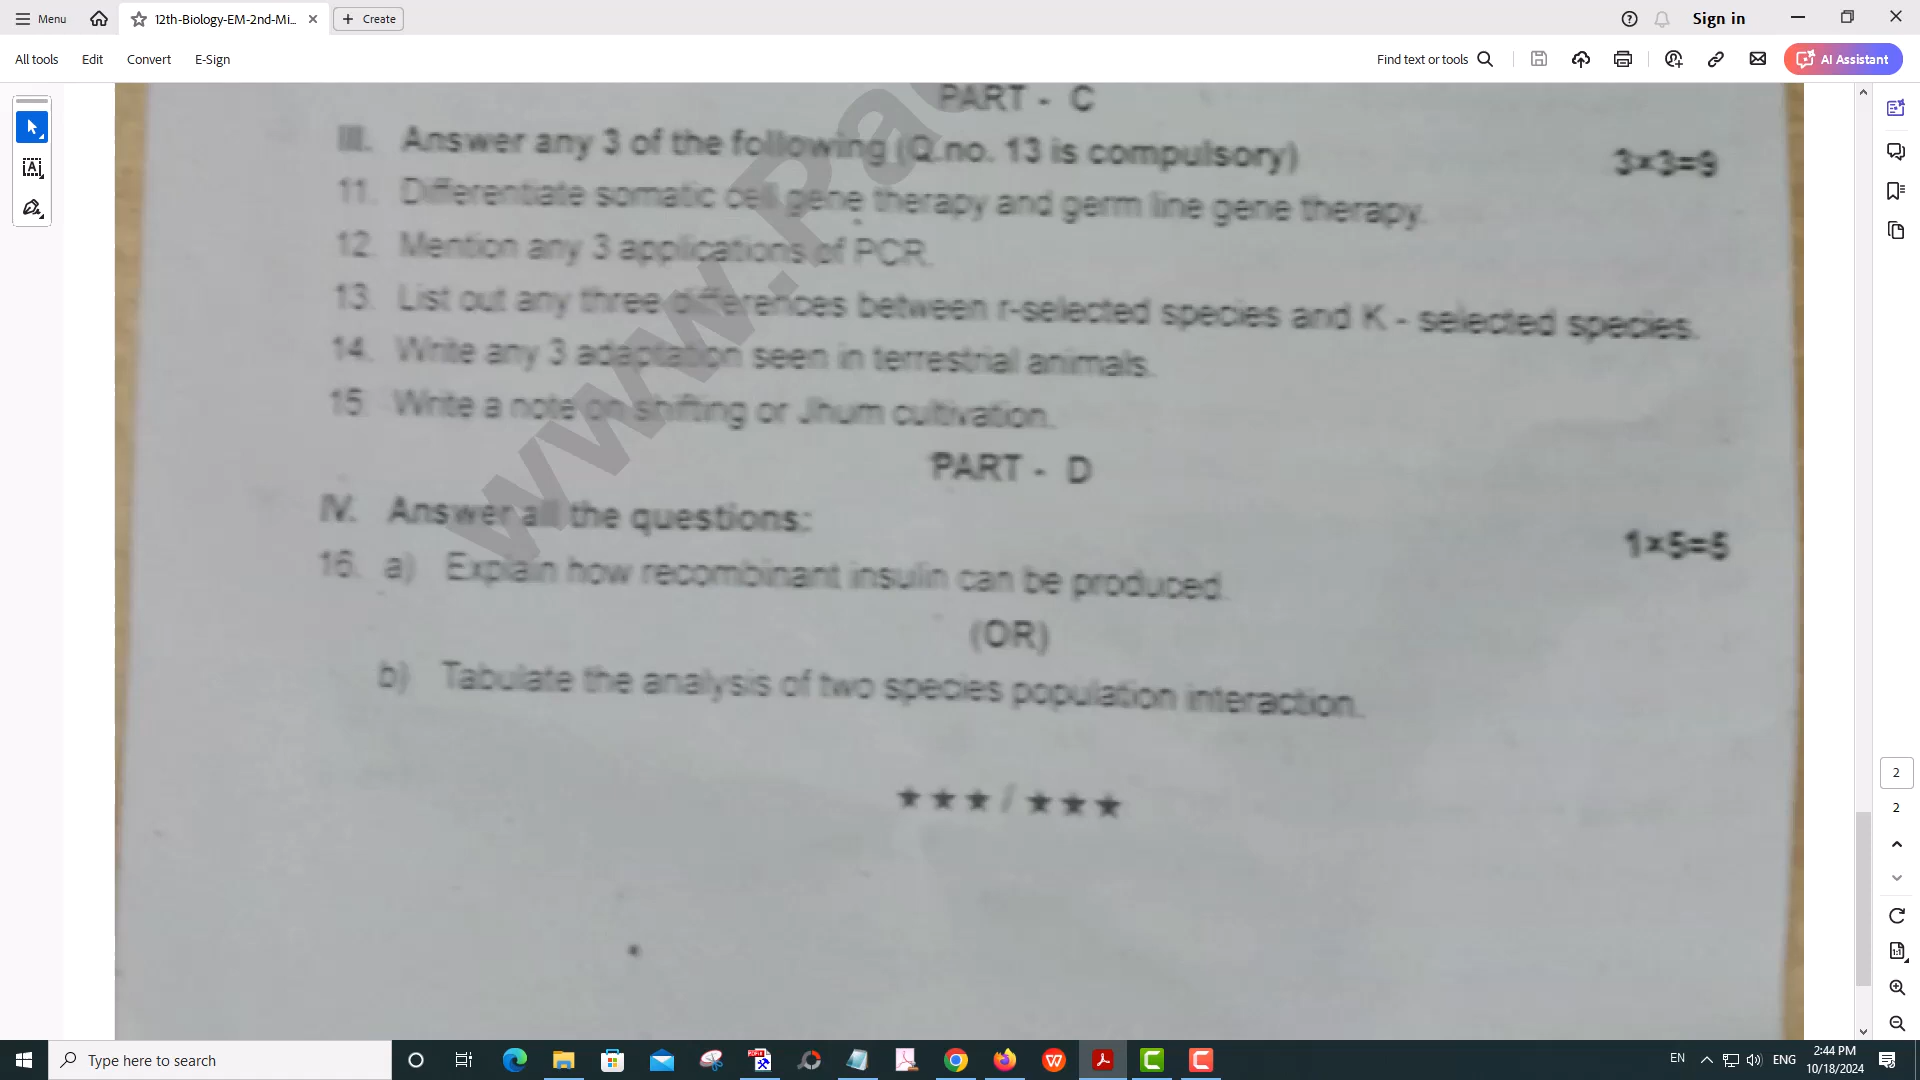 Menu
12th-Biology-EM-2nd-Mi...
Create
Sign in
All tools
Edit
Convert
E-Sign
Find text or tools
AI Assistant
PART - C
III. Answer any 3 of the following (Q.no. 13 is compulsory) 3×3=9
11. Differentiate somatic cell gene therapy and germ line gene therapy.
12. Mention any 3 applications of PCR.
13. List out any three differences between r-selected species and K - selected species.
14. Write any 3 adaptation seen in terrestrial animals.
15. Write a note on shifting or Jhum cultivation.
PART - D
IV. Answer all the questions: 1×5=5
16. a) Explain how recombinant insulin can be produced.
(OR)
b) Tabulate the analysis of two species population interaction.
★★★/★★★
www.Pa
2
2
Type here to search
EN
ENG
2:44 PM
10/18/2024